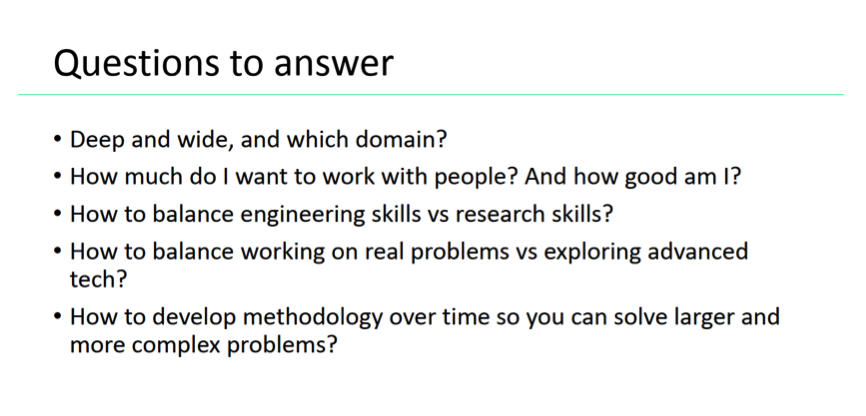 Questions to answer
• Deep and wide, and which domain?
• How much do I want to work with people? And how good am I?
• How to balance engineering skills vs research skills?
• How to balance working on real problems vs exploring advanced
tech?
• How to develop methodology over time so you can solve larger and
more complex problems?